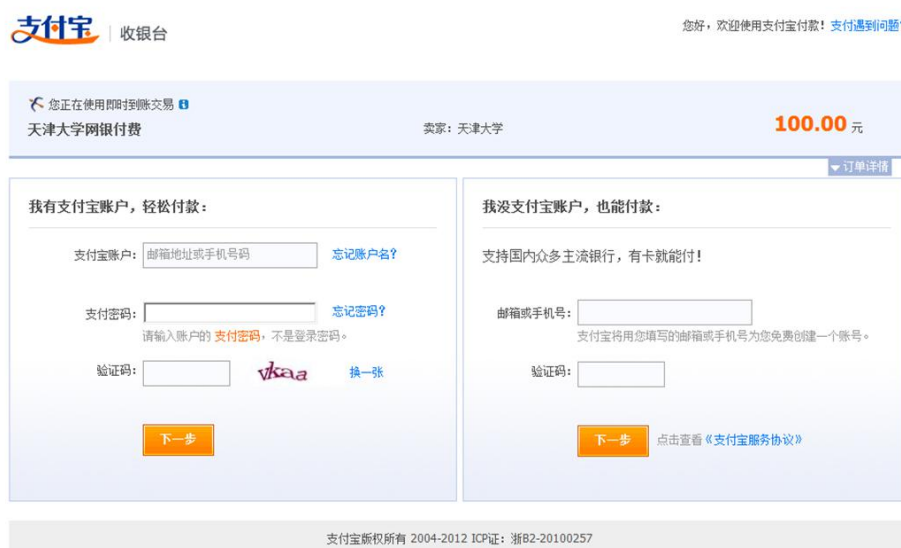 支付宝 收银台
您好，欢迎使用支付宝付款！支付遇到问题
您正在使用即时到账交易
天津大学网银付费 卖家：天津大学 100.00 元
订单详情
我有支付宝账户，轻松付款：
支付宝账户： 邮箱地址或手机号码 忘记账户名?
支付密码： 忘记密码?
请输入账户的 支付密码，不是登录密码。
验证码： vkaa 换一张
下一步
我没支付宝账户，也能付款：
支持国内众多主流银行，有卡就能付!
邮箱或手机号：
支付宝将用您填写的邮箱或手机号为您免费创建一个账号。
验证码：
下一步 点击查看《支付宝服务协议》
支付宝版权所有 2004-2012 ICP证：浙B2-20100257